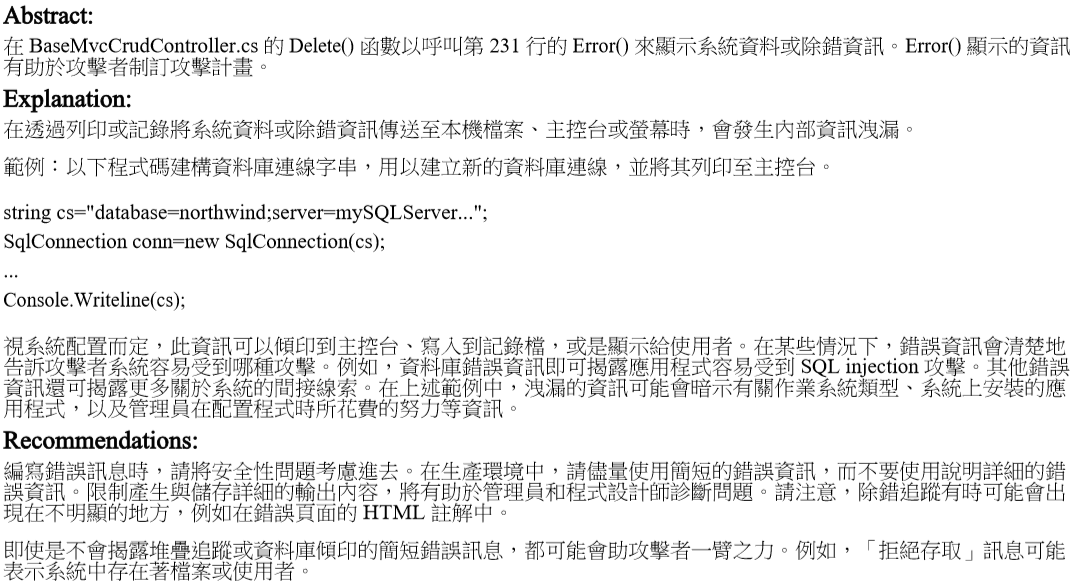 Abstract:
在 BaseMvcCrudController.cs 的 Delete() 函數以呼叫第 231 行的 Error() 來顯示系統資料或除錯資訊。Error() 顯示的資訊
有助於攻擊者制訂攻擊計畫。
Explanation:
在透過列印或記錄將系統資料或除錯資訊傳送至本機檔案、主控台或螢幕時，會發生內部資訊洩漏。
範例：以下程式碼建構資料庫連線字串，用以建立新的資料庫連線，並將其列印至主控台。
string cs="database=northwind;server=mySQLServer...";
SqlConnection conn=new SqlConnection(cs);
...
Console.Writeline(cs);
視系統配置而定，此資訊可以傾印到主控台、寫入到記錄檔，或是顯示給使用者。在某些情況下，錯誤資訊會清楚地
告訴攻擊者系統容易受到哪種攻擊。例如，資料庫錯誤資訊即可揭露應用程式容易受到 SQL injection 攻擊。其他錯誤
資訊還可揭露更多關於系統的間接線索。在上述範例中，洩漏的資訊可能會暗示有關作業系統類型、系統上安裝的應
用程式，以及管理員在配置程式時所花費的努力等資訊。
Recommendations:
編寫錯誤訊息時，請將安全性問題考慮進去。在生產環境中，請儘量使用簡短的錯誤資訊，而不要使用說明詳細的錯
誤資訊。限制產生與儲存詳細的輸出內容，將有助於管理員和程式設計師診斷問題。請注意，除錯追蹤有時可能會出
現在不明顯的地方，例如在錯誤頁面的 HTML 註解中。
即使是不會揭露堆疊追蹤或資料庫傾印的簡短錯誤訊息，都可能會助攻擊者一臂之力。例如，「拒絕存取」訊息可能
表示系統中存在著檔案或使用者。